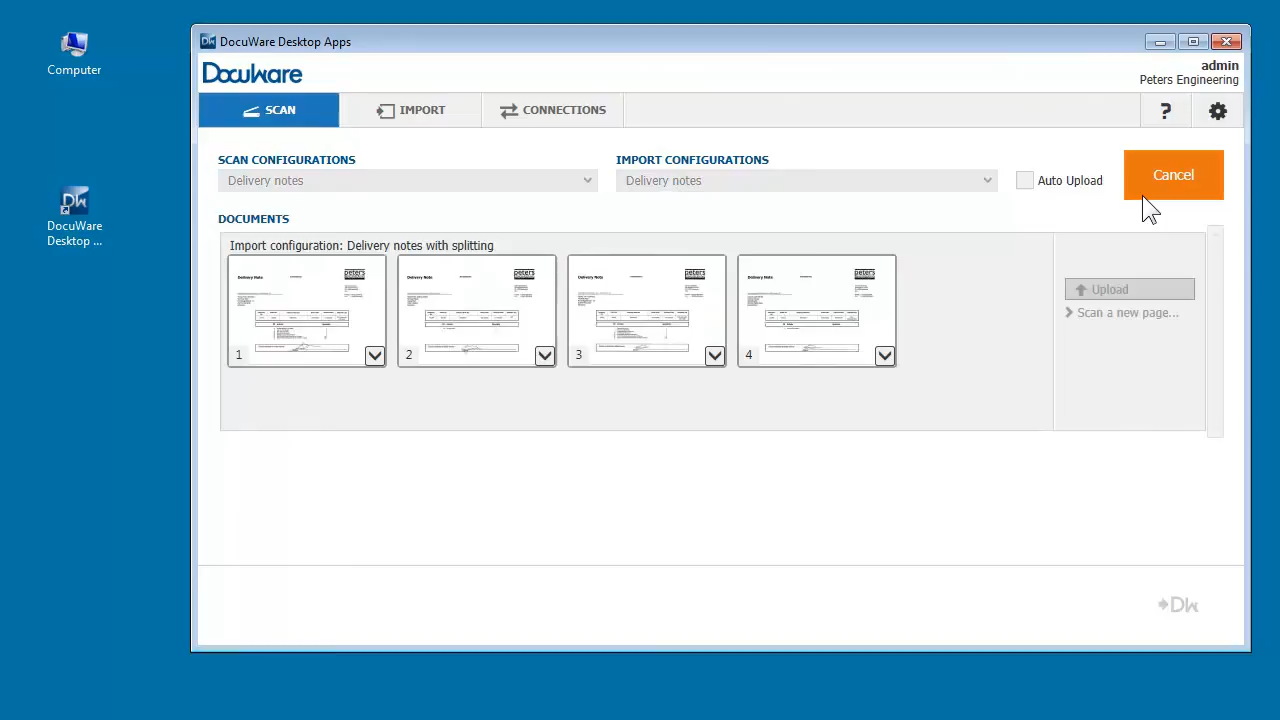 Computer
DocuWare
Desktop ...
DocuWare Desktop Apps
DocuWare
admin
Peters Engineering
SCAN
IMPORT
CONNECTIONS
?
SCAN CONFIGURATIONS
IMPORT CONFIGURATIONS
Delivery notes
Delivery notes
Auto Upload
Cancel
DOCUMENTS
Import configuration: Delivery notes with splitting
Delivery Note
peters
Delivery Note
peters
Delivery Note
peters
Delivery Note
peters
1
2
3
4
Upload
Scan a new page...
DW